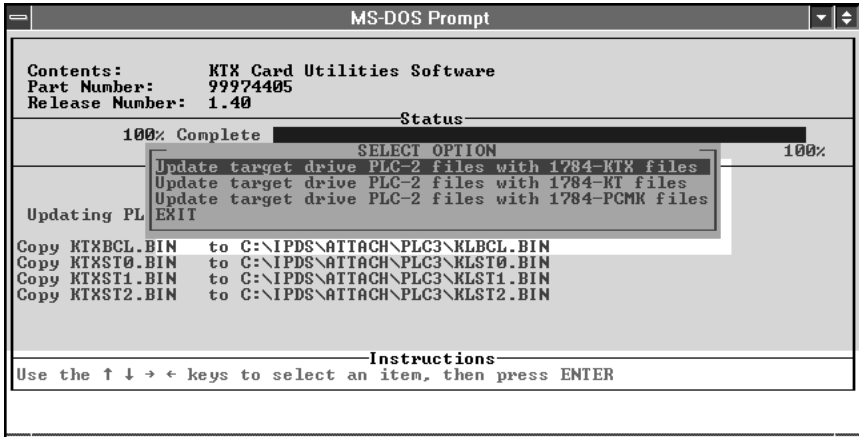 MS-DOS Prompt
Contents: KTX Card Utilities Software
Part Number: 99974405
Release Number: 1.40
Status
100% Complete 100%
SELECT OPTION
Update target drive PLC-2 files with 1784-KTX files
Update target drive PLC-2 files with 1784-KT files
Update target drive PLC-2 files with 1784-PCMK files
EXIT
Updating PL
Copy KTXBCL.BIN to C:\IPDS\ATTACH\PLC3\KLBCL.BIN
Copy KTXST0.BIN to C:\IPDS\ATTACH\PLC3\KLST0.BIN
Copy KTXST1.BIN to C:\IPDS\ATTACH\PLC3\KLST1.BIN
Copy KTXST2.BIN to C:\IPDS\ATTACH\PLC3\KLST2.BIN
Instructions
Use the ↑ ↓ → ← keys to select an item, then press ENTER